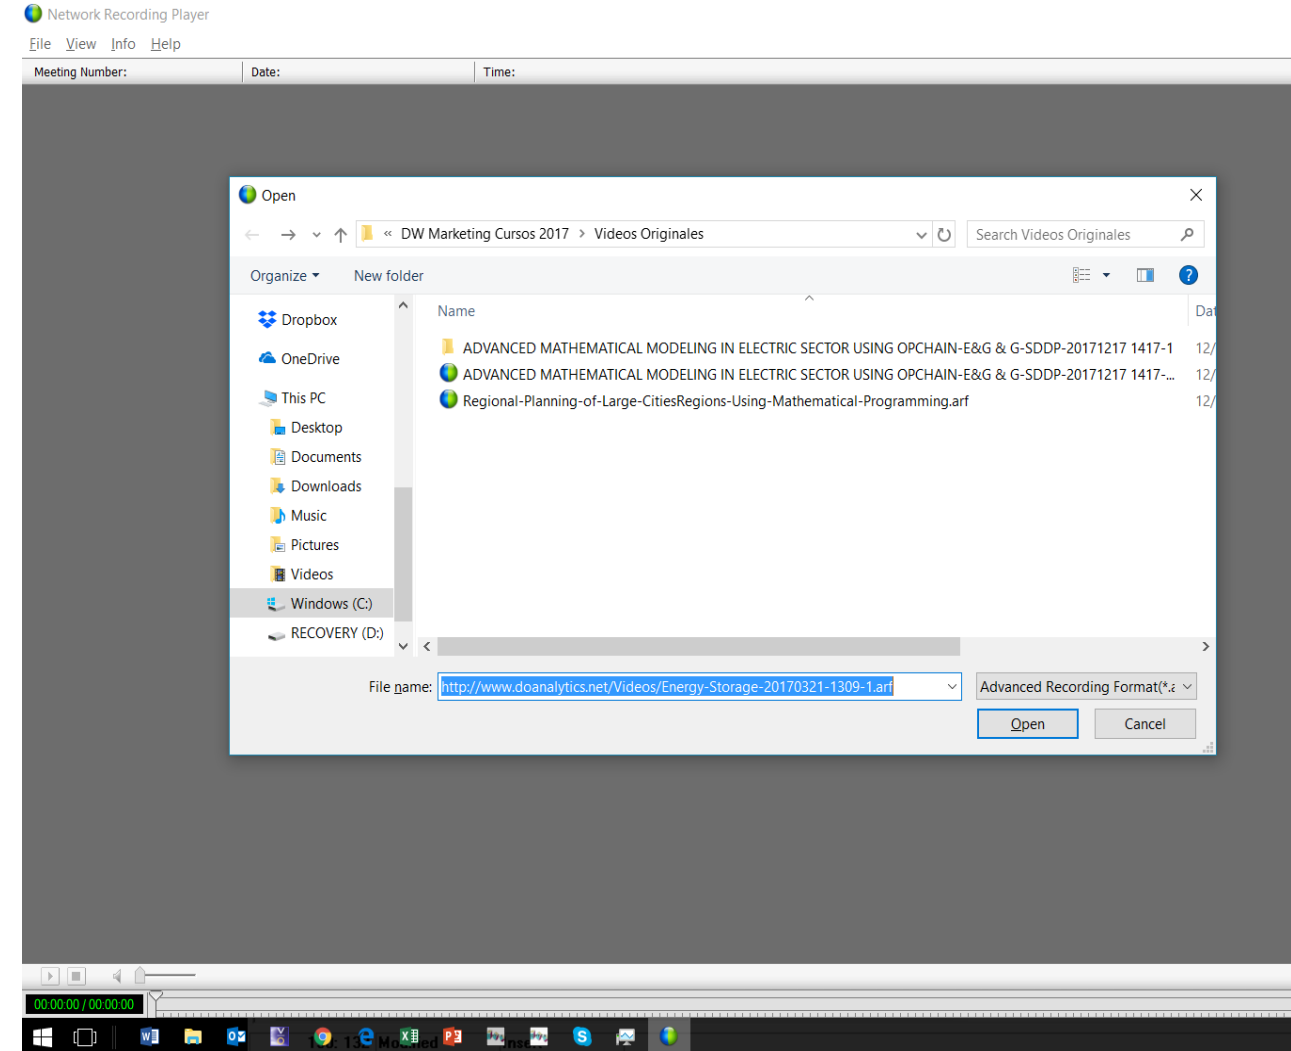 Network Recording Player
File View Info Help
Meeting Number: Date: Time:
Open
« DW Marketing Cursos 2017 > Videos Originales
Search Videos Originales
Organize New folder
Name Dat
Dropbox
OneDrive
This PC
Desktop
Documents
Downloads
Music
Pictures
Videos
Windows (C:)
RECOVERY (D:)
ADVANCED MATHEMATICAL MODELING IN ELECTRIC SECTOR USING OPCHAIN-E&G & G-SDDP-20171217 1417-1 12/
ADVANCED MATHEMATICAL MODELING IN ELECTRIC SECTOR USING OPCHAIN-E&G & G-SDDP-20171217 1417-... 12/
Regional-Planning-of-Large-CitiesRegions-Using-Mathematical-Programming.arf 12/
File name: http://www.doanalytics.net/Videos/Energy-Storage-20170321-1309-1.arf
Advanced Recording Format(*.a
Open Cancel
00:00:00 / 00:00:00